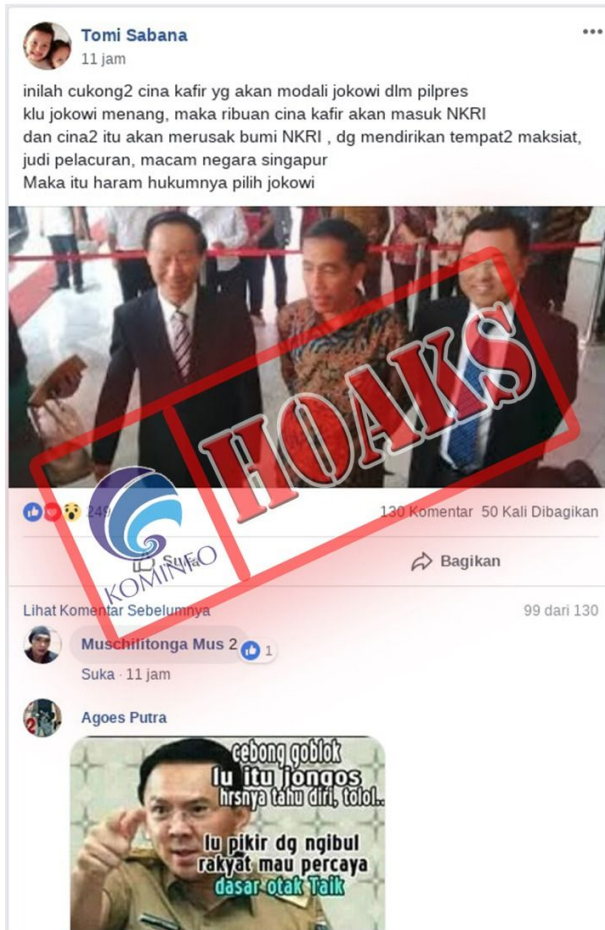 Tomi Sabana
11 jam
inilah cukong2 cina kafir yg akan modali jokowi dlm pilpres
klu jokowi menang, maka ribuan cina kafir akan masuk NKRI
dan cina2 itu akan merusak bumi NKRI , dg mendirikan tempat2 maksiat,
judi pelacuran, macam negara singapur
Maka itu haram hukumnya pilih jokowi
HOAKS
KOMINFO
249
130 Komentar 50 Kali Dibagikan
Suka
Bagikan
Lihat Komentar Sebelumnya
99 dari 130
Muschilitonga Mus 2
1
Suka · 11 jam
Agoes Putra
2
cebong goblok
lu itu jongos
hrsnya tahu diri, tolol..
lu pikir dg ngibul
rakyat mau percaya
dasar otak Taik